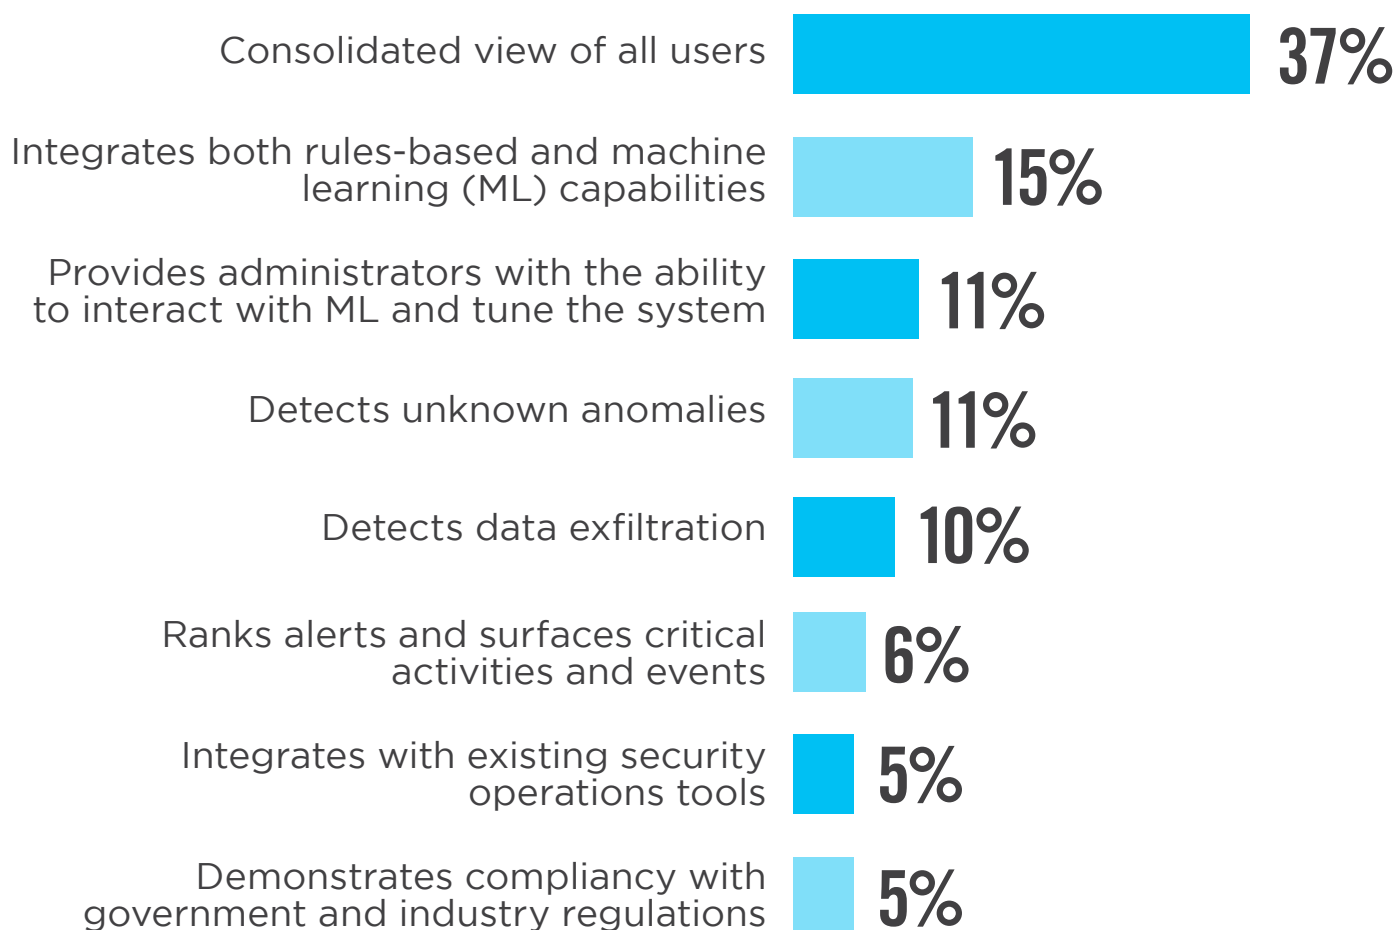 Consolidated view of all users
37%
Integrates both rules-based and machine
learning (ML) capabilities
15%
Provides administrators with the ability
to interact with ML and tune the system
11%
Detects unknown anomalies
11%
Detects data exfiltration
10%
Ranks alerts and surfaces critical
activities and events
6%
Integrates with existing security
operations tools
5%
Demonstrates compliancy with
government and industry regulations
5%